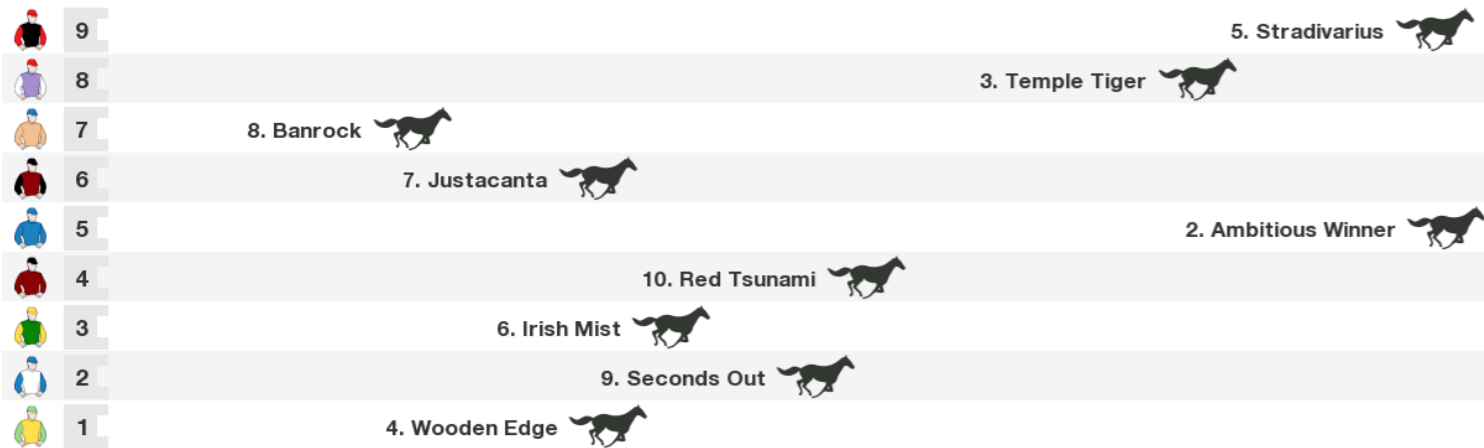 9 5. Stradivarius
8 3. Temple Tiger
7 8. Banrock
6 7. Justacanta
5 2. Ambitious Winner
4 10. Red Tsunami
3 6. Irish Mist
2 9. Seconds Out
1 4. Wooden Edge